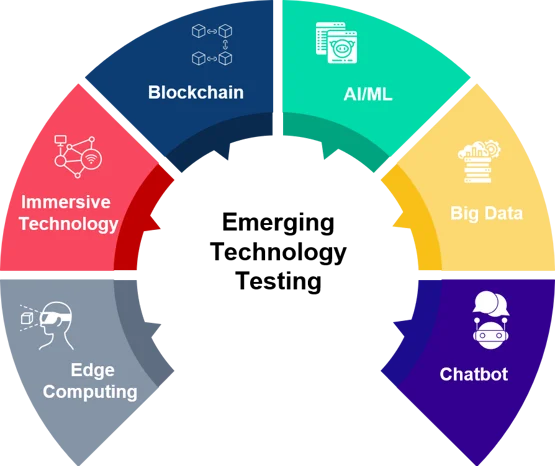 Blockchain
AI/ML
Immersive
Technology
Big Data
Emerging
Technology
Testing
Edge
Computing
Chatbot